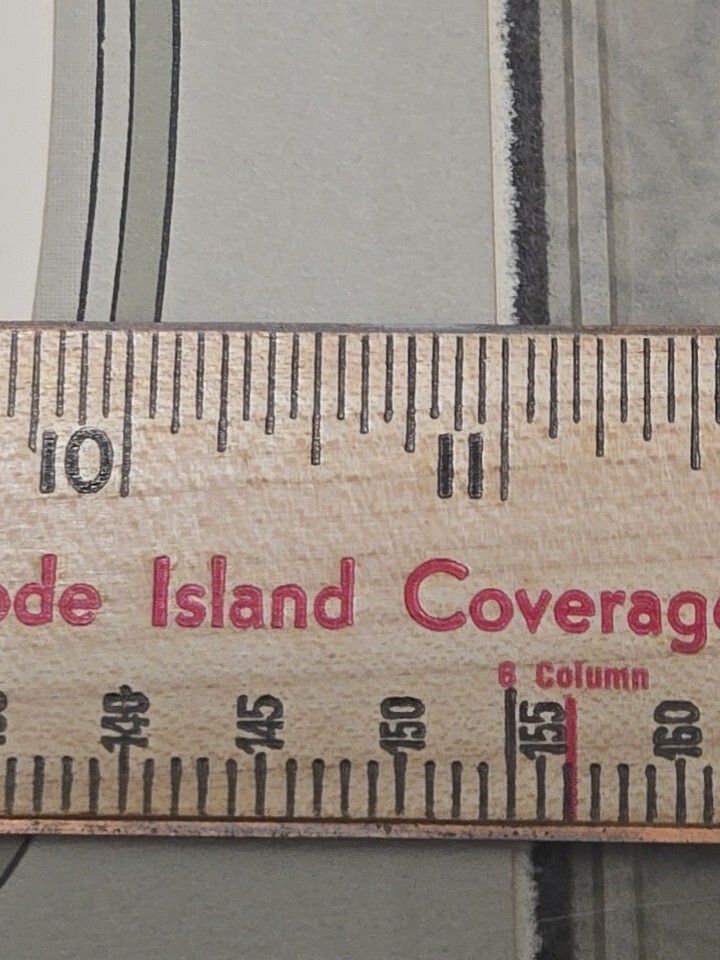 10 11
ode Island Coverag
6 Column
140 145 150 155 160